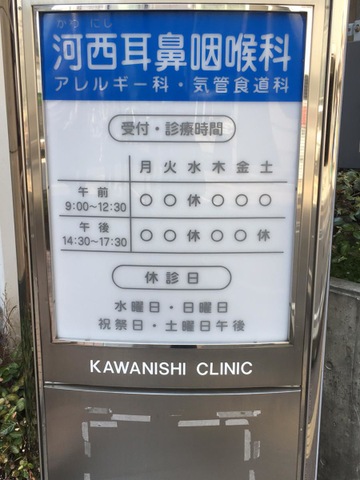 かわ にし
河西耳鼻咽喉科
アレルギー科・気管食道科
受付・診療時間
月 火 水 木 金 土
午前 9:00～12:30 〇 〇 休 〇 〇 〇
午後 14:30～17:30 〇 〇 休 〇 〇 休
休診日
水曜日・日曜日
祝祭日・土曜日午後
KAWANISHI CLINIC